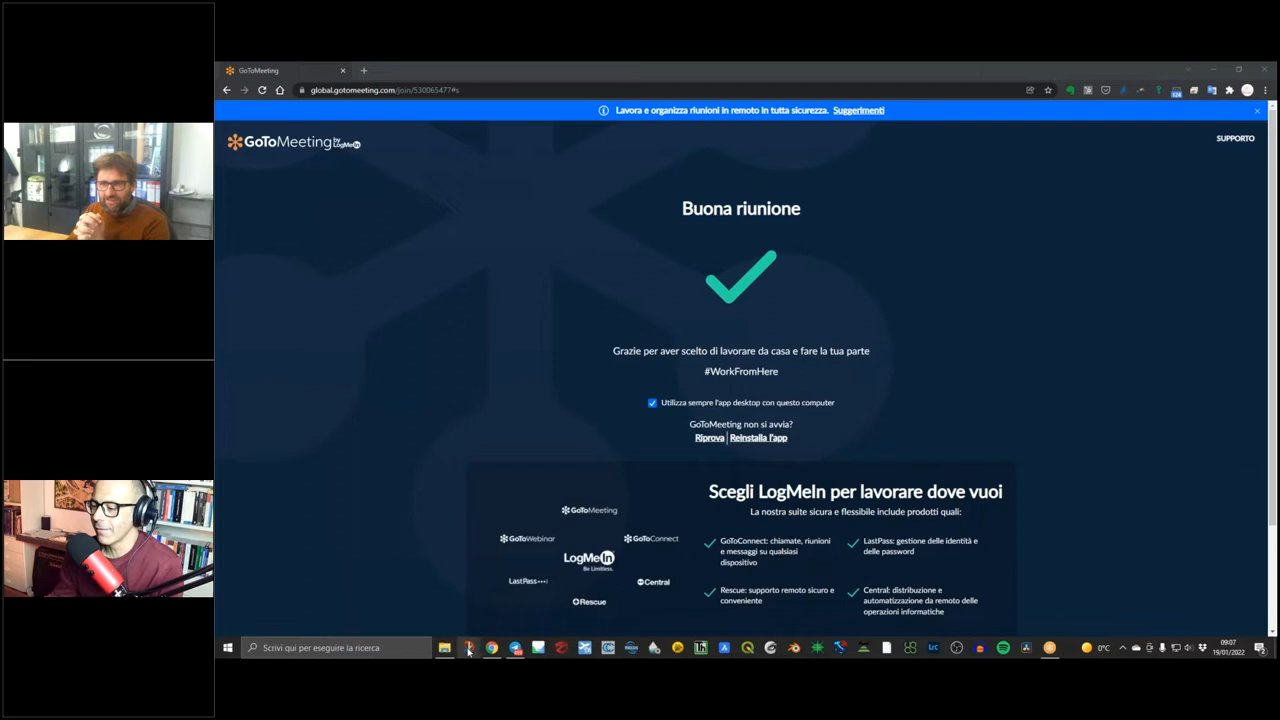 GoToMeeting
global.gotomeeting.com/join/530065477#s
Lavora e organizza riunioni in remoto in tutta sicurezza. Suggerimenti
GoToMeeting by LogMeIn
SUPPORTO
Buona riunione
Grazie per aver scelto di lavorare da casa e fare la tua parte
#WorkFromHere
Utilizza sempre l'app desktop con questo computer
GoToMeeting non si avvia?
Riprova | Reinstalla l'app
Scegli LogMeIn per lavorare dove vuoi
La nostra suite sicura e flessibile include prodotti quali:
GoToMeeting
GoToWebinar
GoToConnect
LogMeIn
Be Limitless.
LastPass
Central
Rescue
GoToConnect: chiamate, riunioni
e messaggi su qualsiasi
dispositivo
LastPass: gestione delle identità e
delle password
Rescue: supporto remoto sicuro e
conveniente
Central: distribuzione e
automatizzazione da remoto delle
operazioni informatiche
Scrivi qui per eseguire la ricerca
0°C
09:07
19/01/2022